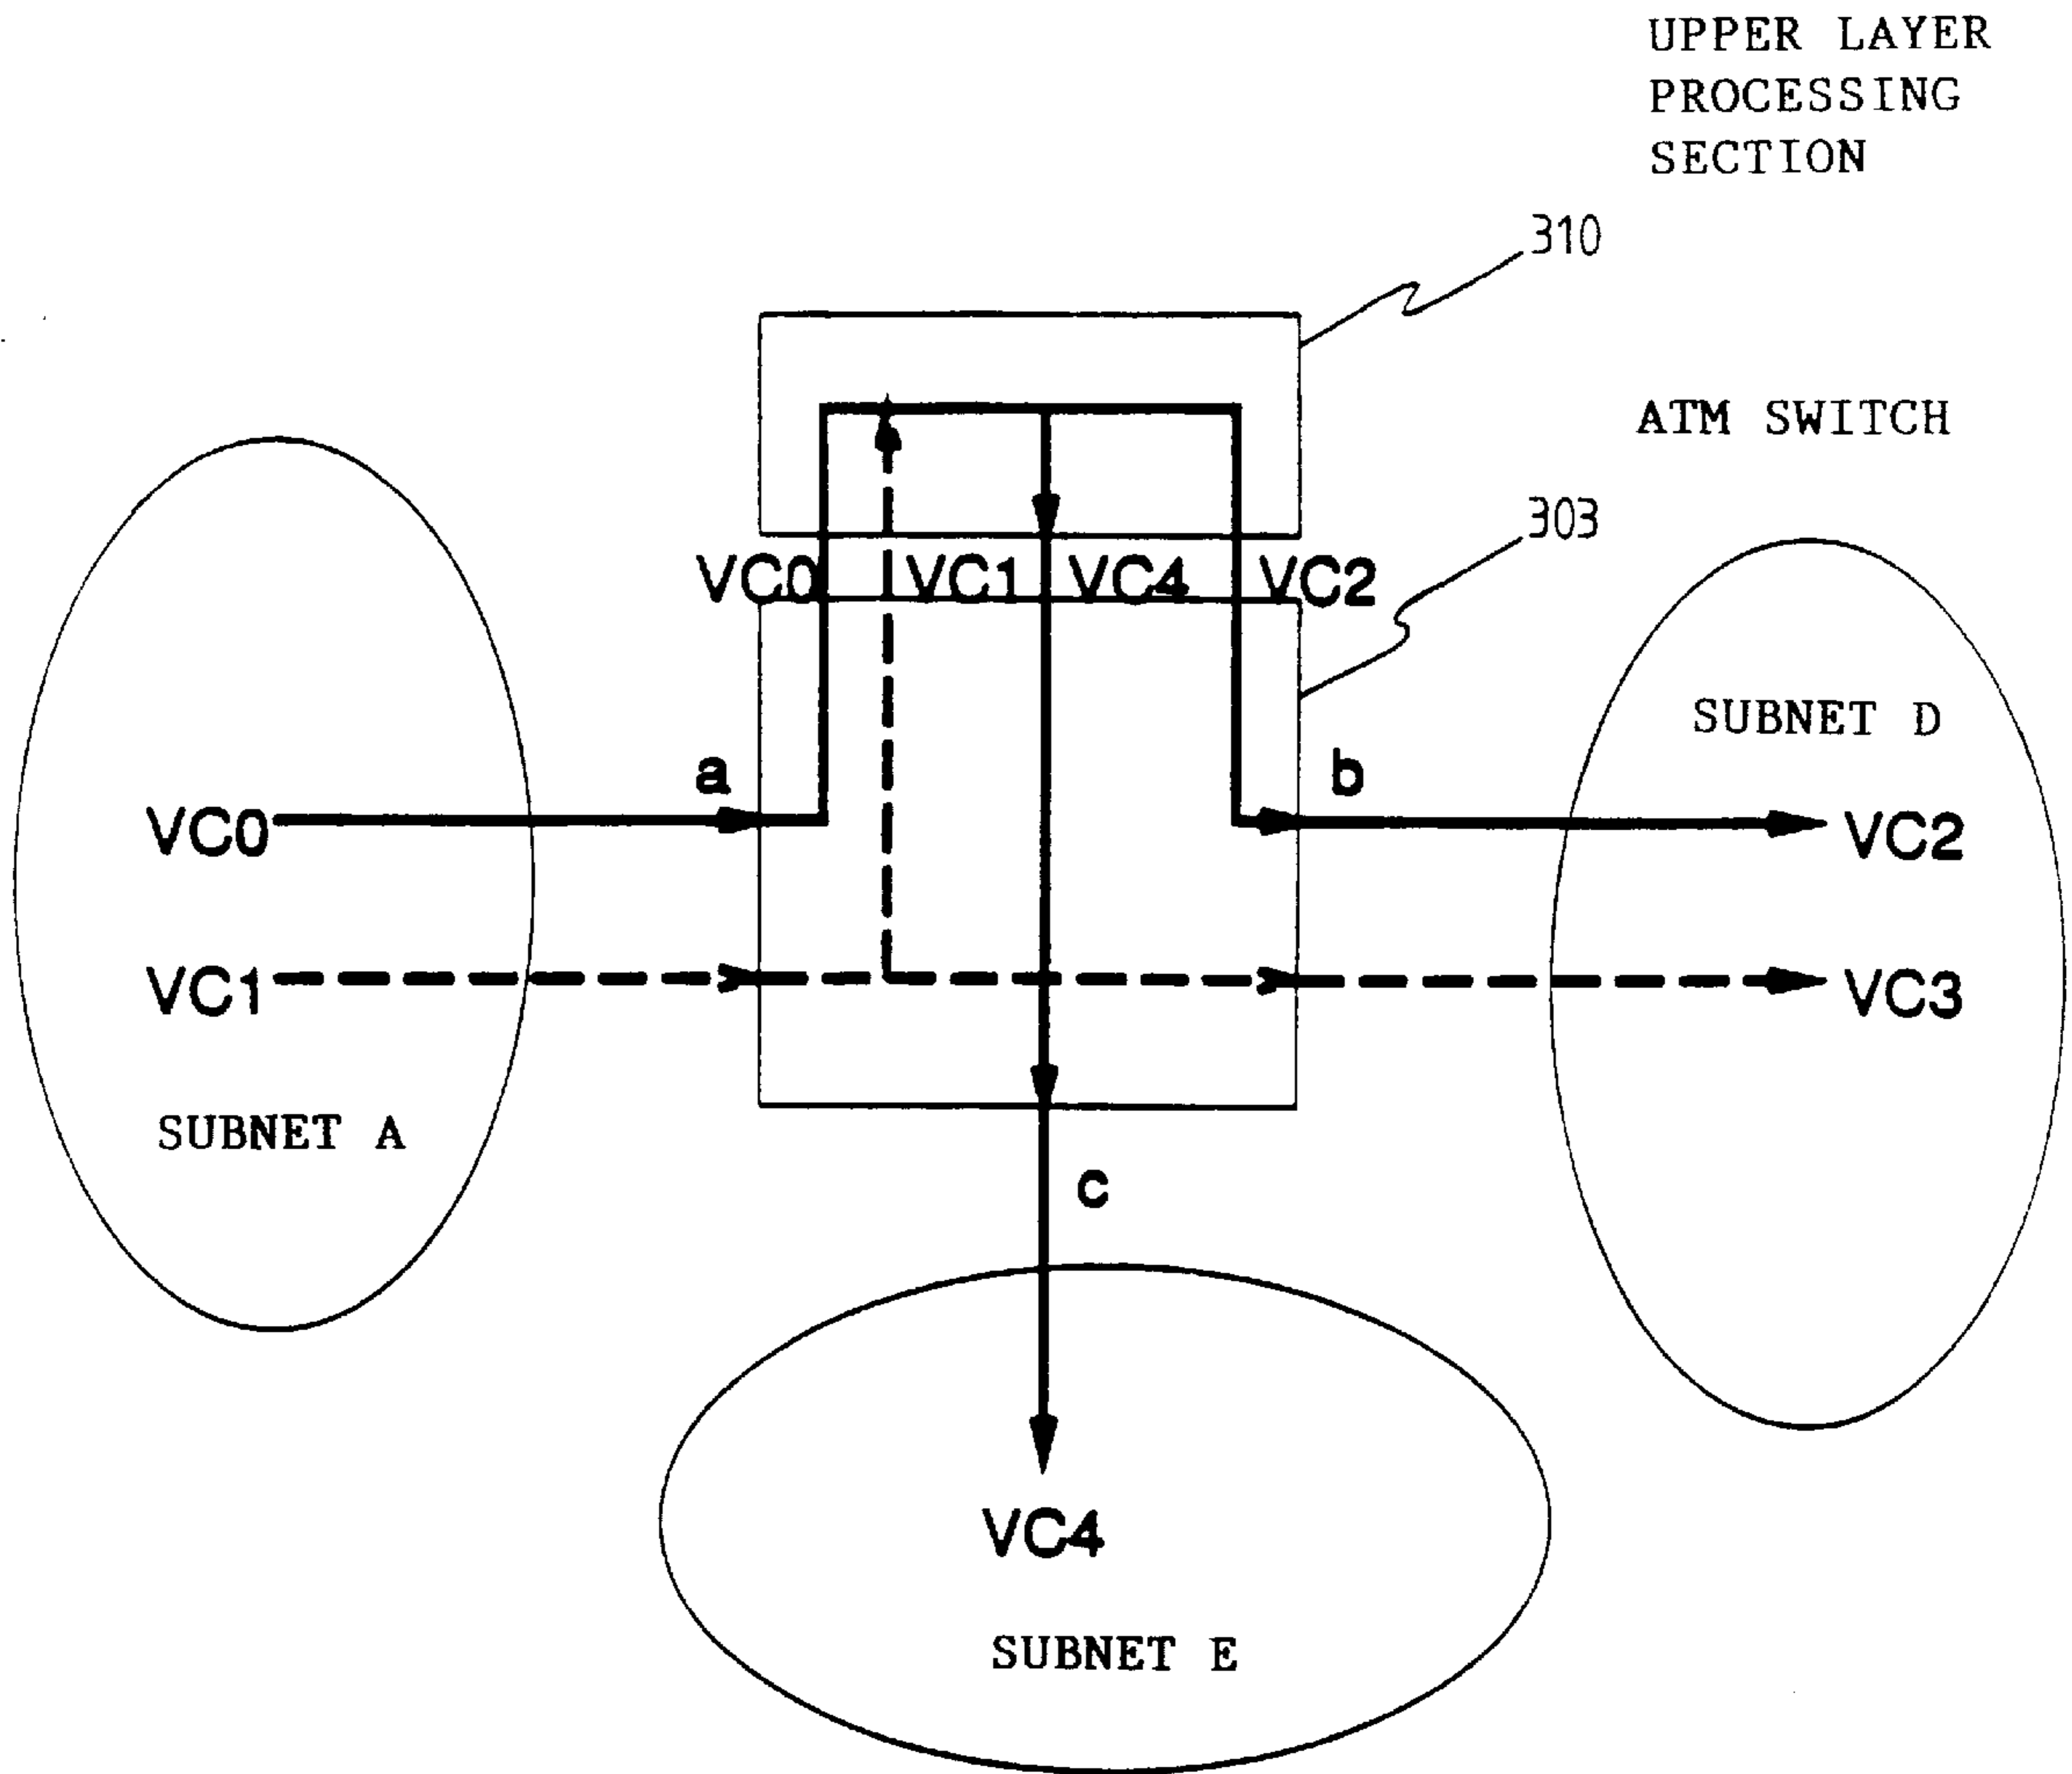 UPPER LAYER
PROCESSING
SECTION
310
ATM SWITCH
303
VC0 VC1 VC4 VC2
SUBNET D
a
b
VC0
VC2
VC1
VC3
SUBNET A
c
VC4
SUBNET E